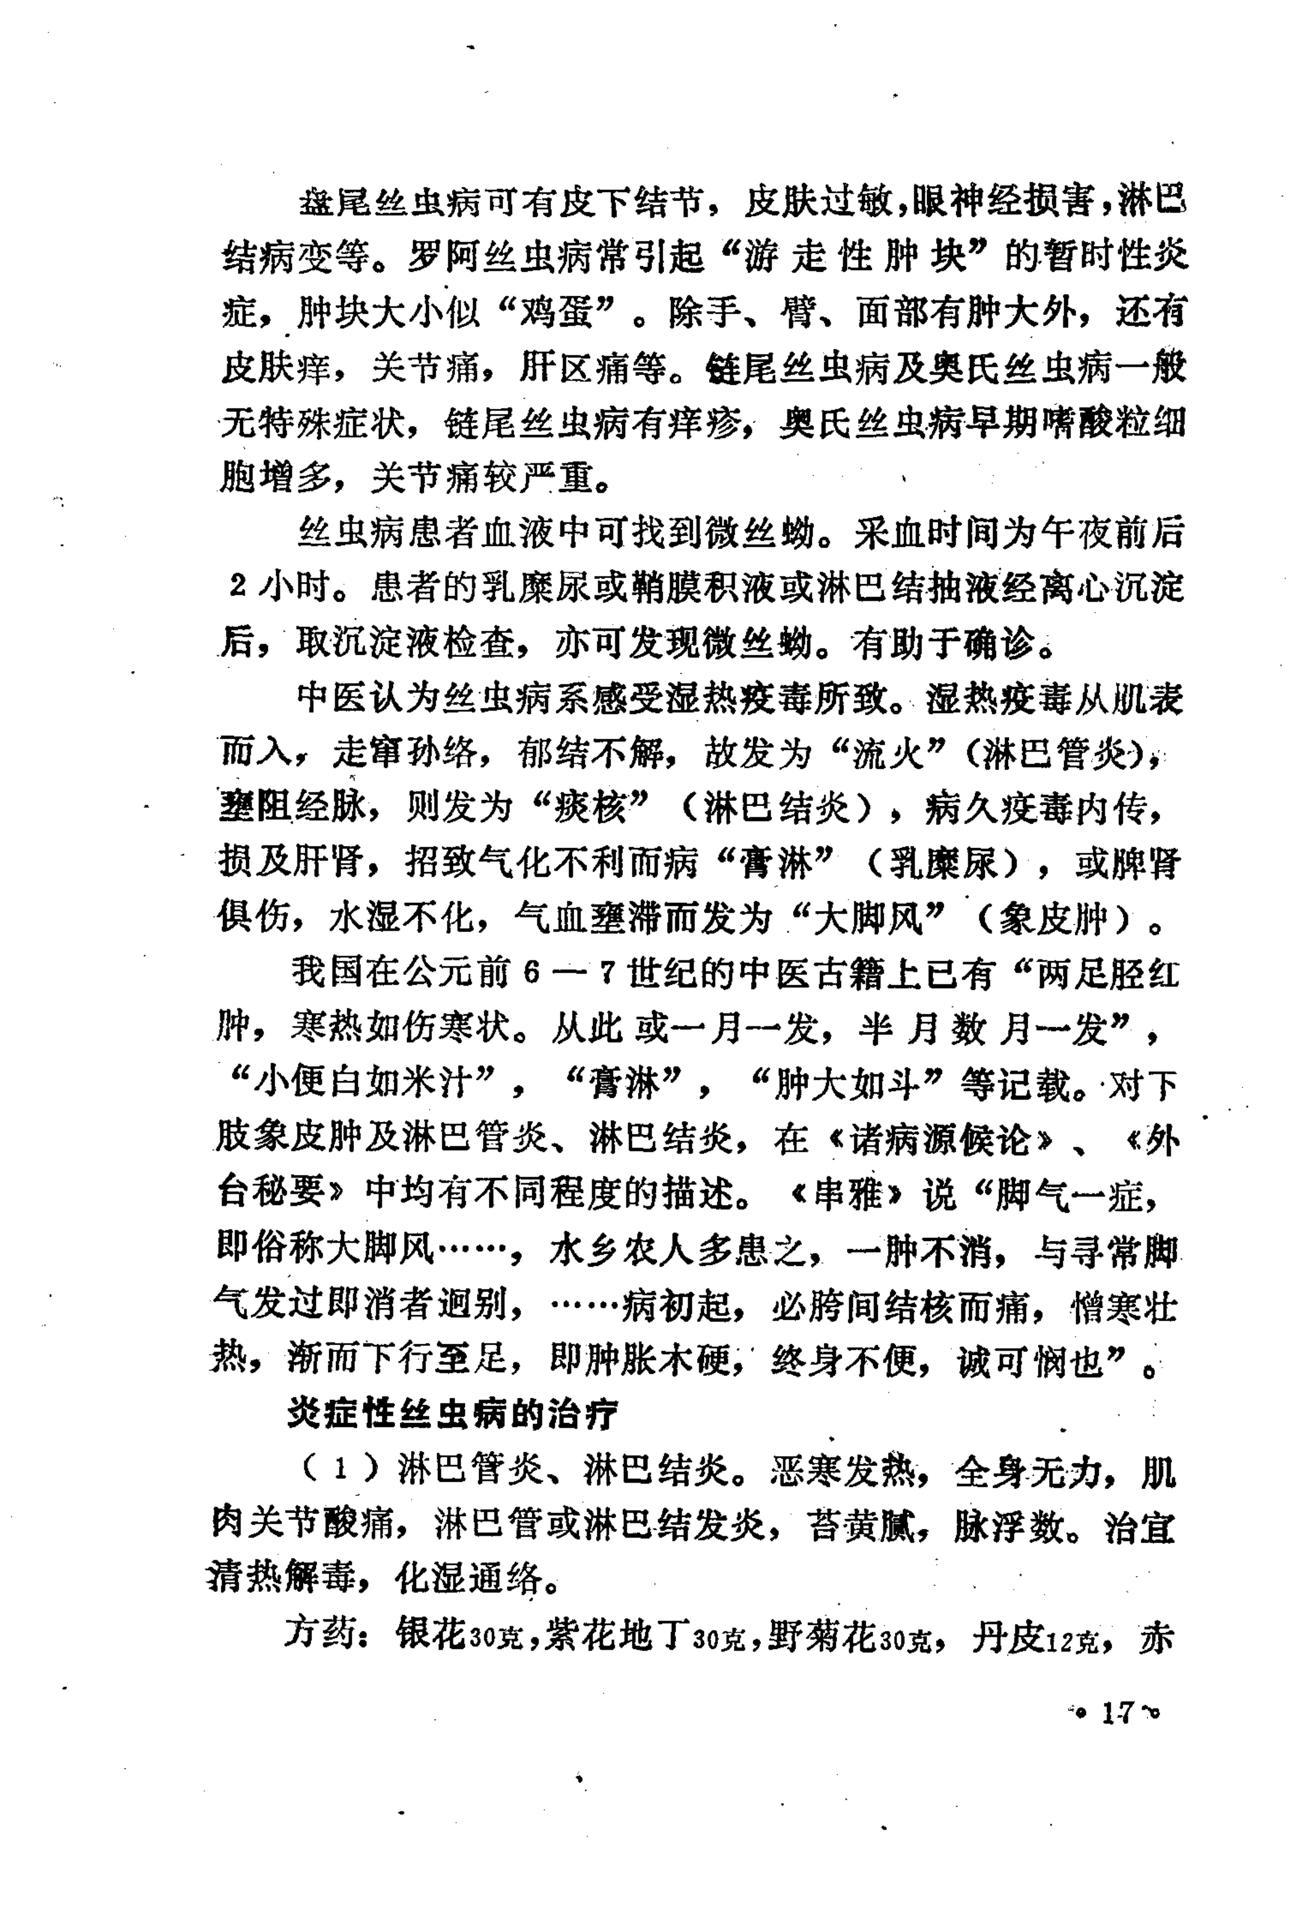 盘尾丝虫病可有皮下结节，皮肤过敏，眼神经损害，淋巴
结病变等。罗阿丝虫病常引起“游走性肿块”的暂时性炎
症，肿块大小似“鸡蛋”。除手、臂、面部有肿大外，还有
皮肤痒，关节痛，肝区痛等。链尾丝虫病及奥氏丝虫病一般
无特殊症状，链尾丝虫病有痒疹，奥氏丝虫病早期嗜酸粒细
胞增多，关节痛较严重。
丝虫病患者血液中可找到微丝蚴。采血时间为午夜前后
2小时。患者的乳糜尿或鞘膜积液或淋巴结抽液经离心沉淀
后，取沉淀液检查，亦可发现微丝蚴。有助于确诊。
中医认为丝虫病系感受湿热疫毒所致。湿热疫毒从肌表
而入，走窜孙络，郁结不解，故发为“流火”（淋巴管炎），
壅阻经脉，则发为“痰核”（淋巴结炎），病久疫毒内传，
损及肝肾，招致气化不利而病“膏淋”（乳糜尿），或脾肾
俱伤，水湿不化，气血壅滞而发为“大脚风”（象皮肿）。
我国在公元前6—7世纪的中医古籍上已有“两足胫红
肿，寒热如伤寒状。从此或一月一发，半月数月一发”，
“小便白如米汁”，“膏淋”，“肿大如斗”等记载。对下
肢象皮肿及淋巴管炎、淋巴结炎，在《诸病源候论》、《外
台秘要》中均有不同程度的描述。《串雅》说“脚气一症，
即俗称大脚风……，水乡农人多患之，一肿不消，与寻常脚
气发过即消者迥别，……病初起，必胯间结核而痛，憎寒壮
热，渐而下行至足，即肿胀木硬，终身不便，诚可悯也”。
炎症性丝虫病的治疗
（1）淋巴管炎、淋巴结炎。恶寒发热，全身无力，肌
肉关节酸痛，淋巴管或淋巴结发炎，苔黄腻，脉浮数。治宜
清热解毒，化湿通络。
方药：银花30克，紫花地丁30克，野菊花30克，丹皮12克，赤
• 17 •